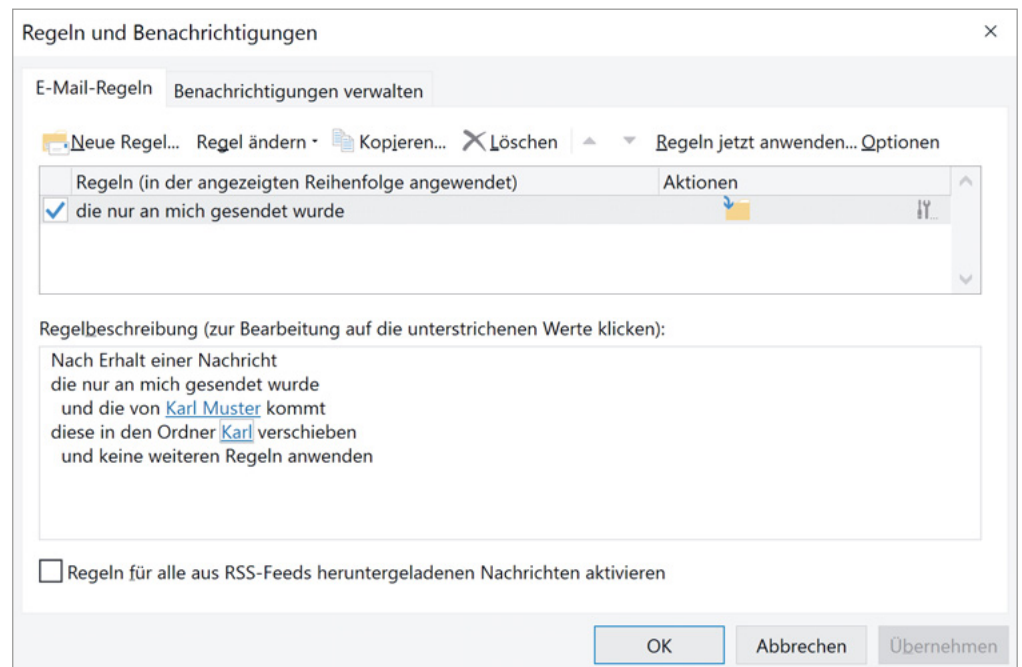 Regeln und Benachrichtigungen
E-Mail-Regeln Benachrichtigungen verwalten
Neue Regel... Regel ändern Kopieren... Löschen Regeln jetzt anwenden... Optionen
Regeln (in der angezeigten Reihenfolge angewendet) Aktionen
die nur an mich gesendet wurde
Regelbeschreibung (zur Bearbeitung auf die unterstrichenen Werte klicken):
Nach Erhalt einer Nachricht
die nur an mich gesendet wurde
und die von Karl Muster kommt
diese in den Ordner Karl verschieben
und keine weiteren Regeln anwenden
Regeln für alle aus RSS-Feeds heruntergeladenen Nachrichten aktivieren
OK Abbrechen Übernehmen